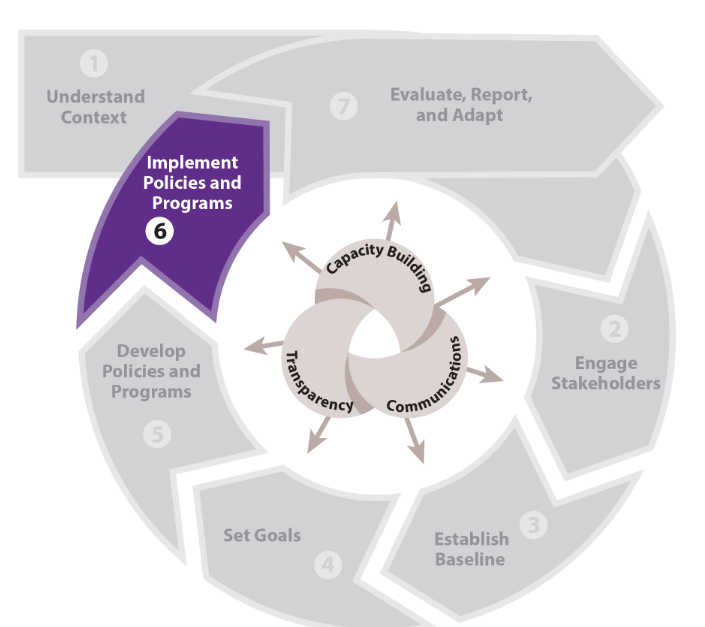 1
Understand
Context
7
Evaluate, Report,
and Adapt
Implement
Policies and
Programs
6
2
Engage
Stakeholders
3
Establish
Baseline
Set Goals
4
Develop
Policies and
Programs
5
Capacity Building
Communications
Transparency